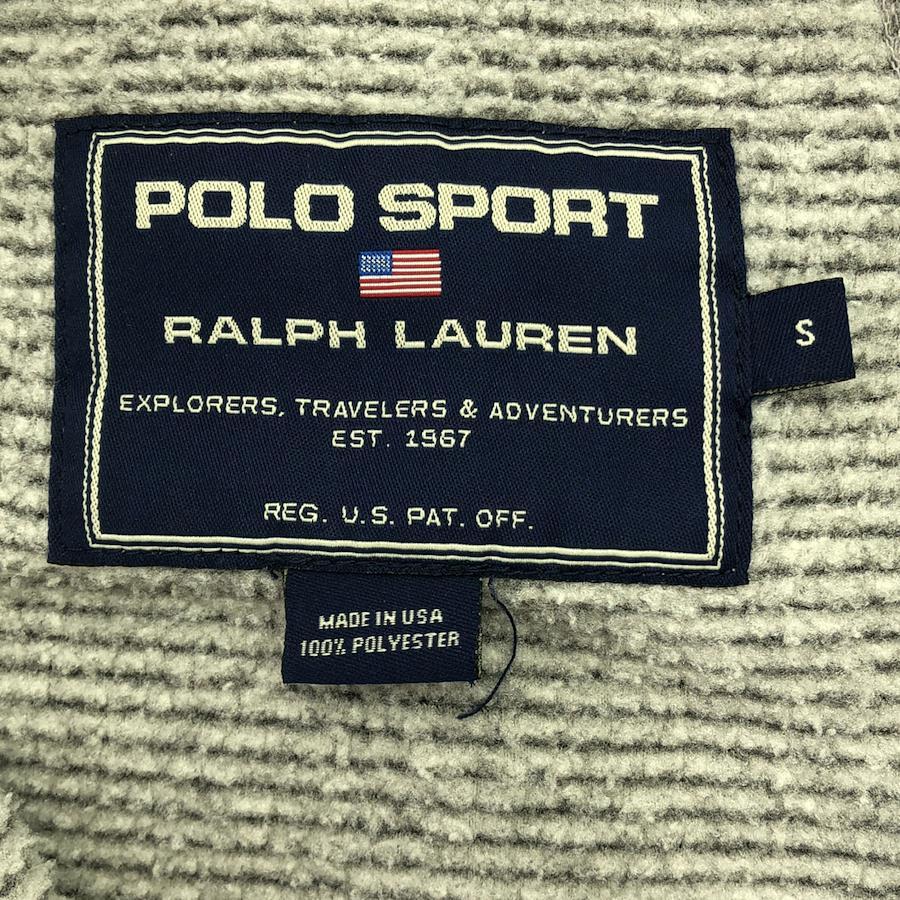 POLO SPORT
RALPH LAUREN
EXPLORERS, TRAVELERS & ADVENTURERS
EST. 1967
REG. U.S. PAT. OFF.
S
MADE IN USA
100% POLYESTER